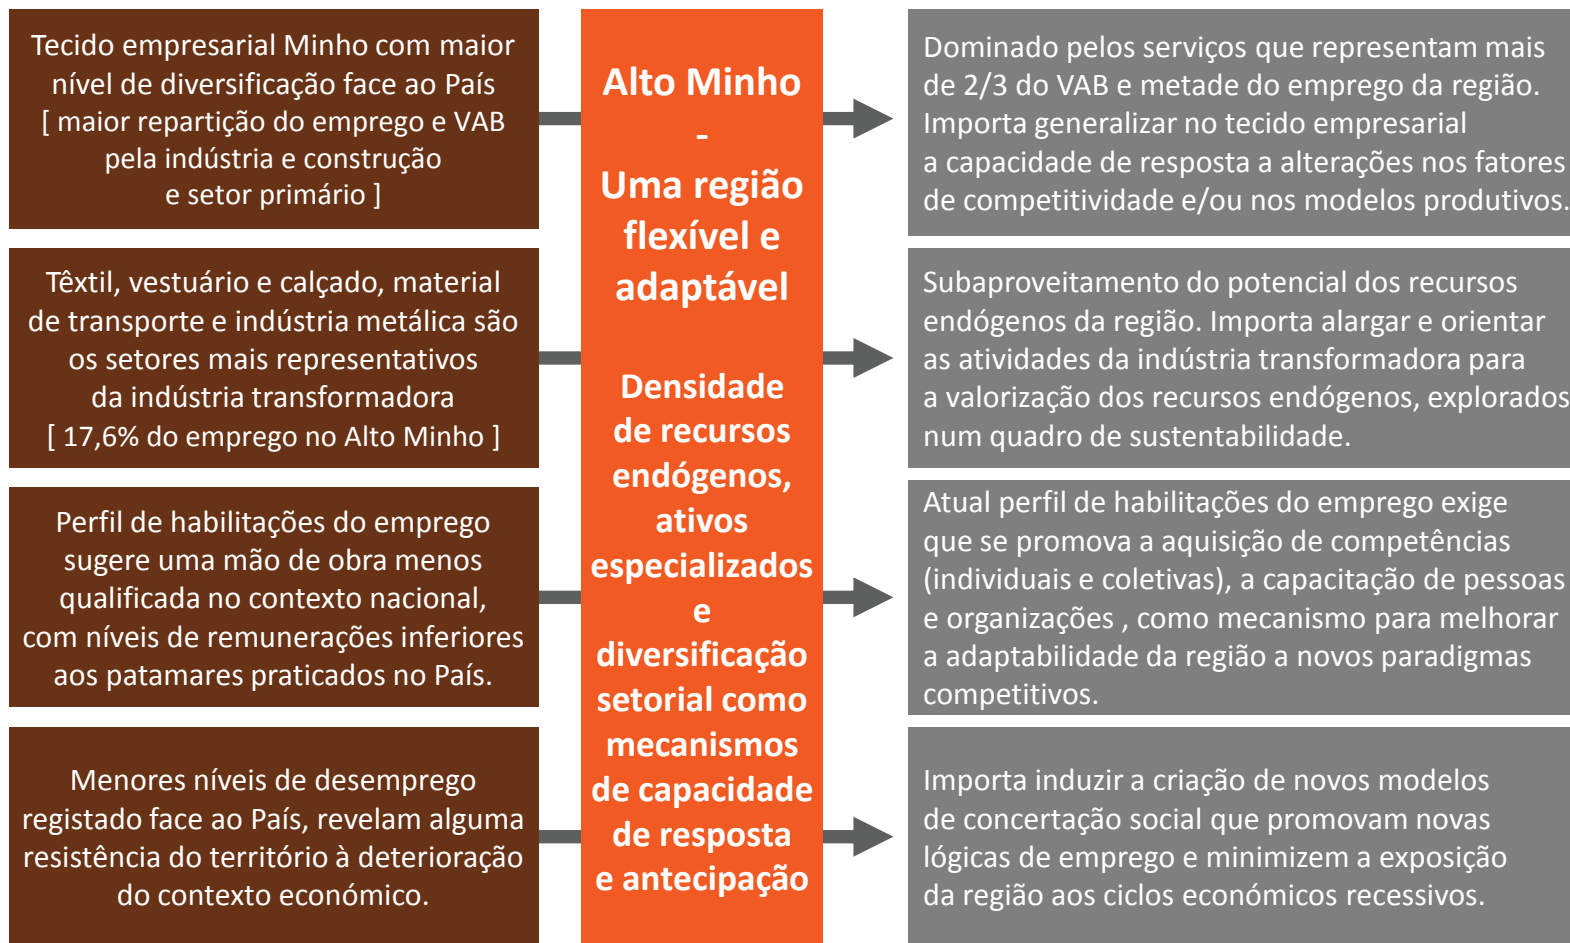 Tecido empresarial Minho com maior
nível de diversificação face ao País
[ maior repartição do emprego e VAB
pela indústria e construção
e setor primário ]
Têxtil, vestuário e calçado, material
de transporte e indústria metálica são
os setores mais representativos
da indústria transformadora
[ 17,6% do emprego no Alto Minho ]
Perfil de habilitações do emprego
sugere uma mão de obra menos
qualificada no contexto nacional,
com níveis de remunerações inferiores
aos patamares praticados no País.
Menores níveis de desemprego
registado face ao País, revelam alguma
resistência do território à deterioração
do contexto económico.
Alto Minho
-
Uma região
flexível e
adaptável
Densidade
de recursos
endógenos,
ativos
especializados
e
diversificação
setorial como
mecanismos
de capacidade
de resposta
e antecipação
Dominado pelos serviços que representam mais
de 2/3 do VAB e metade do emprego da região.
Importa generalizar no tecido empresarial
a capacidade de resposta a alterações nos fatores
de competitividade e/ou nos modelos produtivos.
Subaproveitamento do potencial dos recursos
endógenos da região. Importa alargar e orientar
as atividades da indústria transformadora para
a valorização dos recursos endógenos, explorados
num quadro de sustentabilidade.
Atual perfil de habilitações do emprego exige
que se promova a aquisição de competências
(individuais e coletivas), a capacitação de pessoas
e organizações , como mecanismo para melhorar
a adaptabilidade da região a novos paradigmas
competitivos.
Importa induzir a criação de novos modelos
de concertação social que promovam novas
lógicas de emprego e minimizem a exposição
da região aos ciclos económicos recessivos.